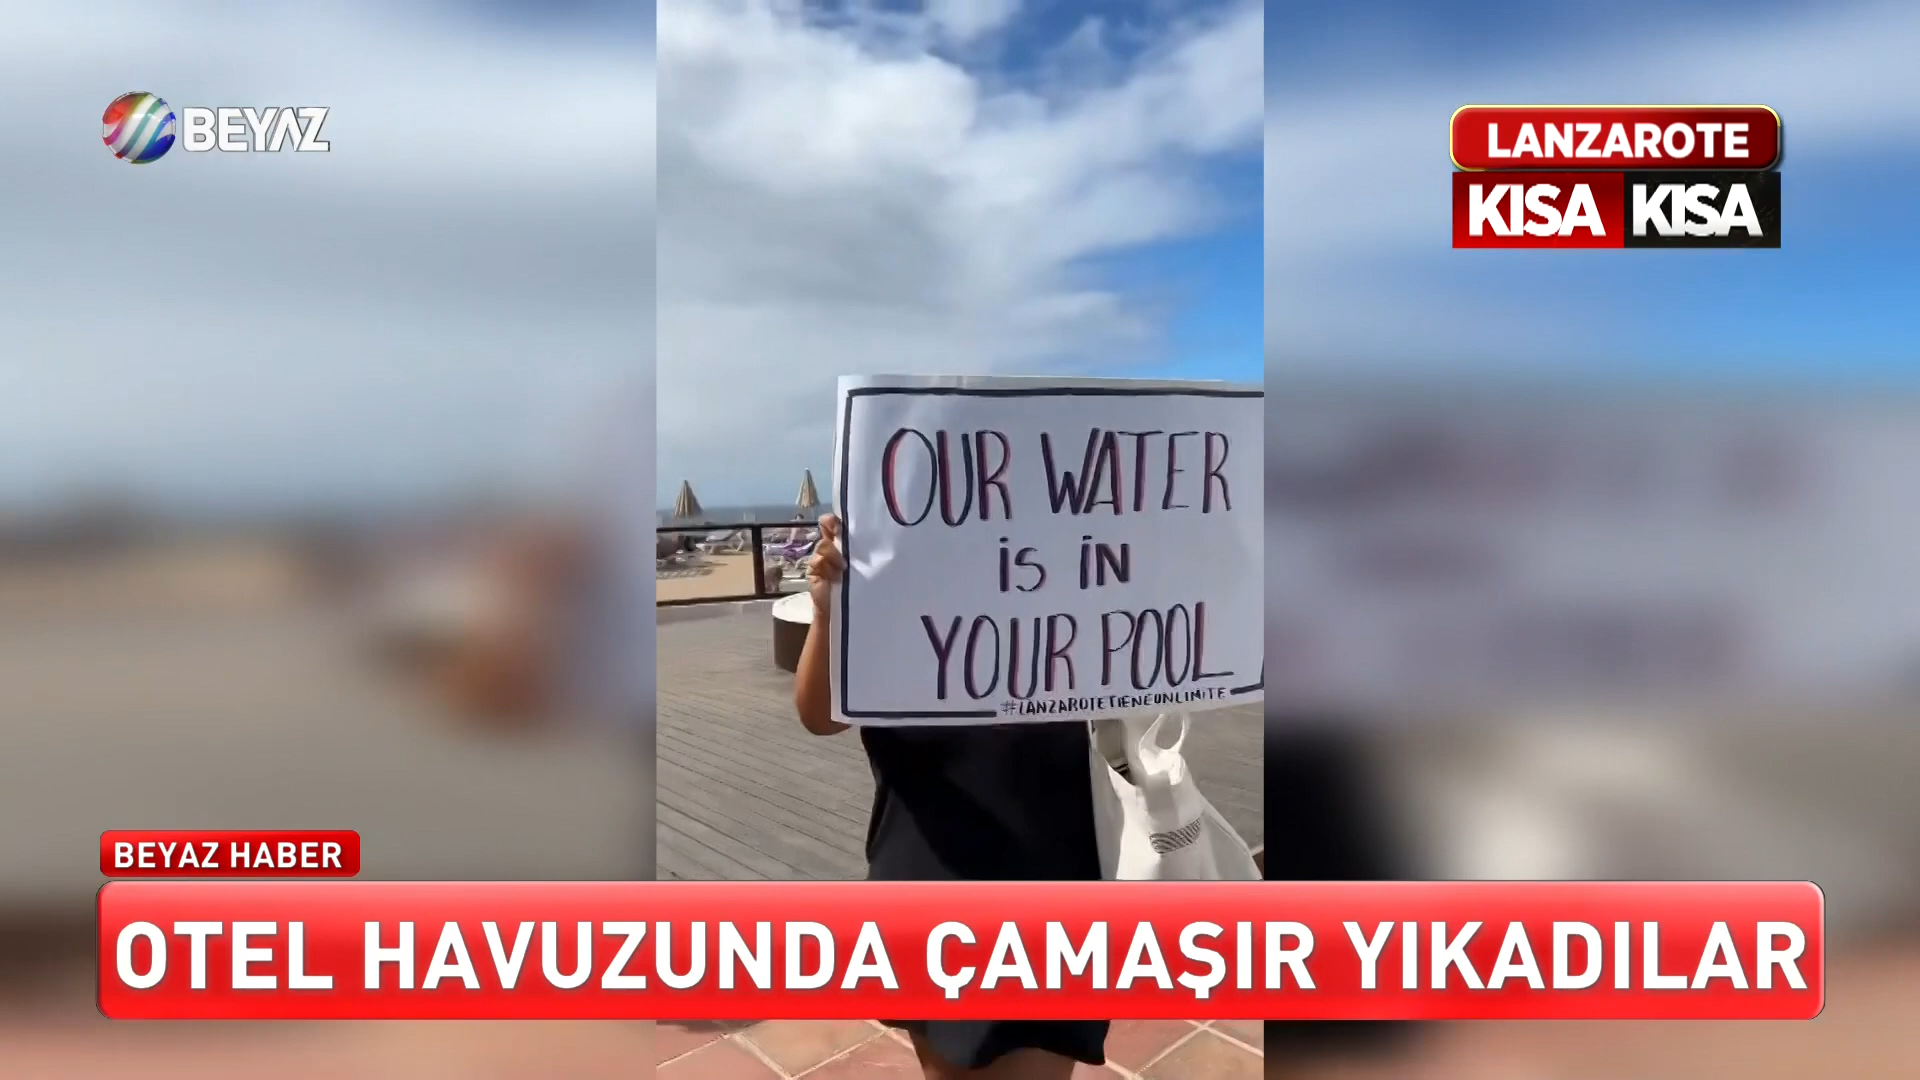 BEYAZ
LANZAROTE
KISA KISA
OUR WATER
is iN
YOUR POOL
#LANZAROTETIENEUNLIMITE
BEYAZ HABER
OTEL HAVUZUNDA ÇAMAŞIR YIKADILAR